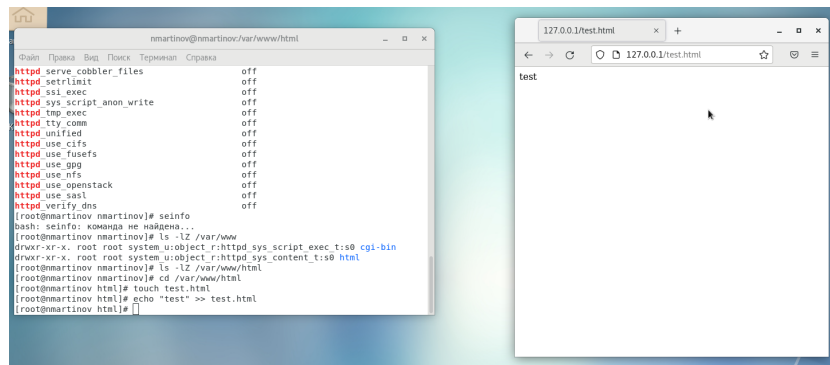 nmartinov@nmartinov:/var/www/html
Файл Правка Вид Поиск Терминал Справка
httpd_serve_cobbler_files off
httpd_setrlimit off
httpd_ssi_exec off
httpd_sys_script_anon_write off
httpd_tmp_exec off
httpd_tty_comm off
httpd_unified off
httpd_use_cifs off
httpd_use_fusefs off
httpd_use_gpg off
httpd_use_nfs off
httpd_use_openstack off
httpd_use_sasl off
httpd_verify_dns off
[root@nmartinov nmartinov]# seinfo
bash: seinfo: команда не найдена...
[root@nmartinov nmartinov]# ls -lZ /var/www
drwxr-xr-x. root root system_u:object_r:httpd_sys_script_exec_t:s0 cgi-bin
drwxr-xr-x. root root system_u:object_r:httpd_sys_content_t:s0 html
[root@nmartinov nmartinov]# ls -lZ /var/www/html
[root@nmartinov nmartinov]# cd /var/www/html
[root@nmartinov html]# touch test.html
[root@nmartinov html]# echo "test" >> test.html
[root@nmartinov html]#
127.0.0.1/test.html
127.0.0.1/test.html
test